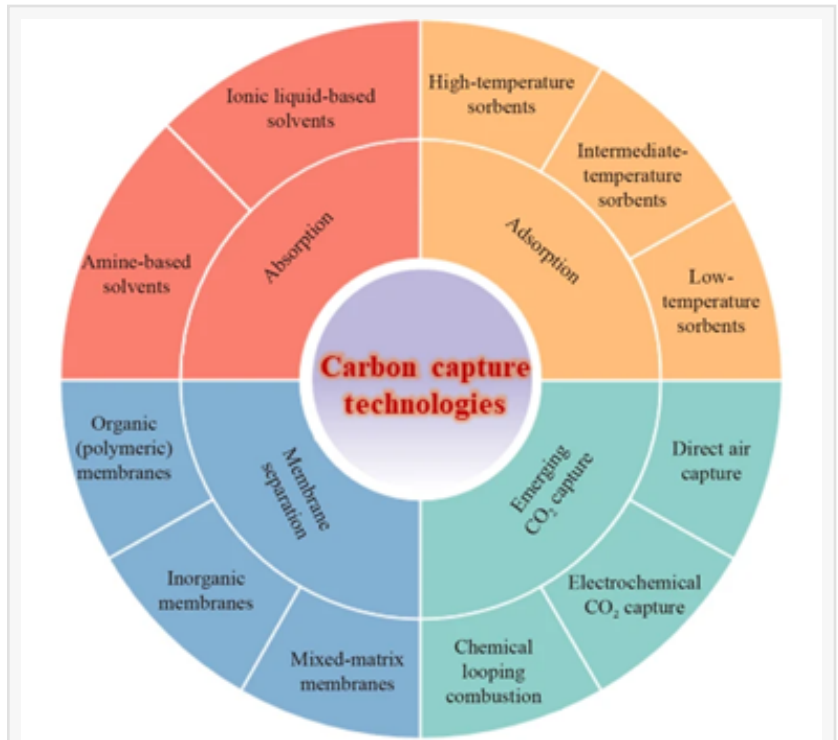 Carbon capture
technologies
Absorption
Ionic liquid-based
solvents
Amine-based
solvents
Adsorption
High-temperature
sorbents
Intermediate-
temperature
sorbents
Low-
temperature
sorbents
Membrane
separation
Organic
(polymeric)
membranes
Inorganic
membranes
Mixed-matrix
membranes
Emerging
CO₂ capture
Direct air
capture
Electrochemical
CO₂ capture
Chemical
looping
combustion